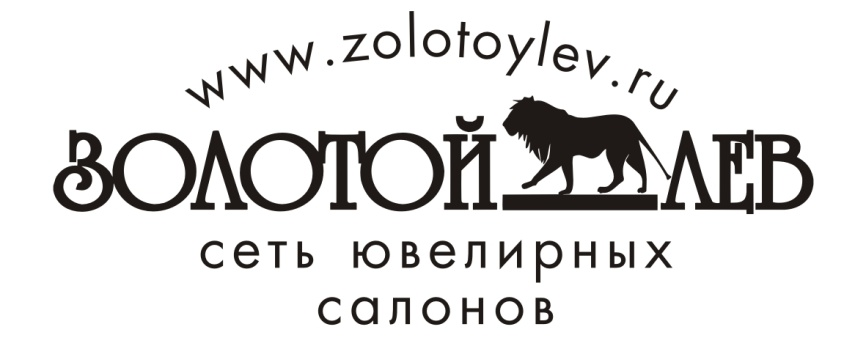 www.zolotoylev.ru
ЗОЛОТОЙ ЛЕВ
сеть ювелирных
салонов